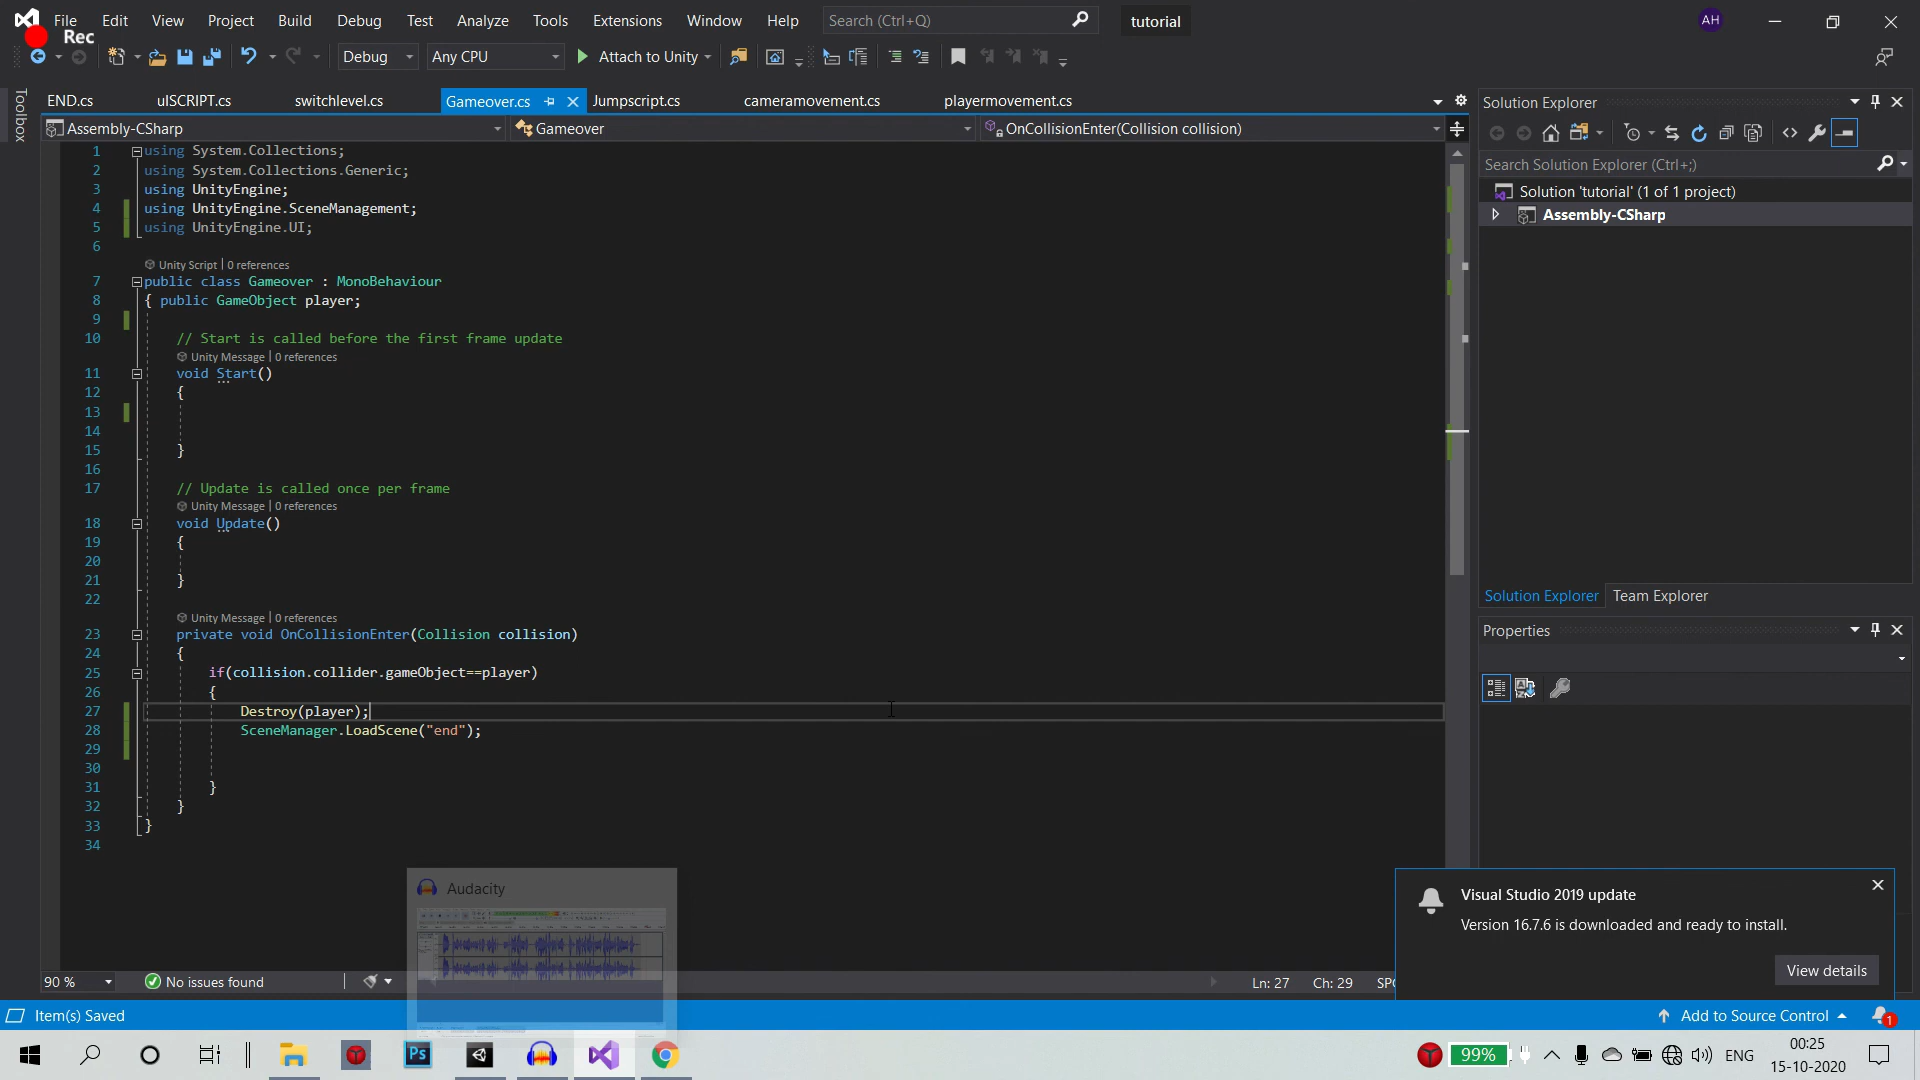 File Edit View Project Build Debug Test Analyze Tools Extensions Window Help Search (Ctrl+Q) tutorial AH
Rec
Debug Any CPU Attach to Unity
Toolbox
END.cs uISCRIPT.cs switchlevel.cs Gameover.cs Jumpscript.cs cameramovement.cs playermovement.cs
Assembly-CSharp Gameover OnCollisionEnter(Collision collision)
1 using System.Collections;
2 using System.Collections.Generic;
3 using UnityEngine;
4 using UnityEngine.SceneManagement;
5 using UnityEngine.UI;
6
Unity Script | 0 references
7 public class Gameover : MonoBehaviour
8 { public GameObject player;
9
10 // Start is called before the first frame update
Unity Message | 0 references
11 void Start()
12 {
13
14
15 }
16
17 // Update is called once per frame
Unity Message | 0 references
18 void Update()
19 {
20
21 }
22
Unity Message | 0 references
23 private void OnCollisionEnter(Collision collision)
24 {
25 if(collision.collider.gameObject==player)
26 {
27 Destroy(player);
28 SceneManager.LoadScene("end");
29
30
31 }
32 }
33 }
34
Audacity
90 % No issues found Ln: 27 Ch: 29 SPC
Solution Explorer
Search Solution Explorer (Ctrl+;)
Solution 'tutorial' (1 of 1 project)
Assembly-CSharp
Solution Explorer Team Explorer
Properties
Visual Studio 2019 update
Version 16.7.6 is downloaded and ready to install.
View details
Item(s) Saved Add to Source Control 1
Ps 99% ENG 00:25
15-10-2020